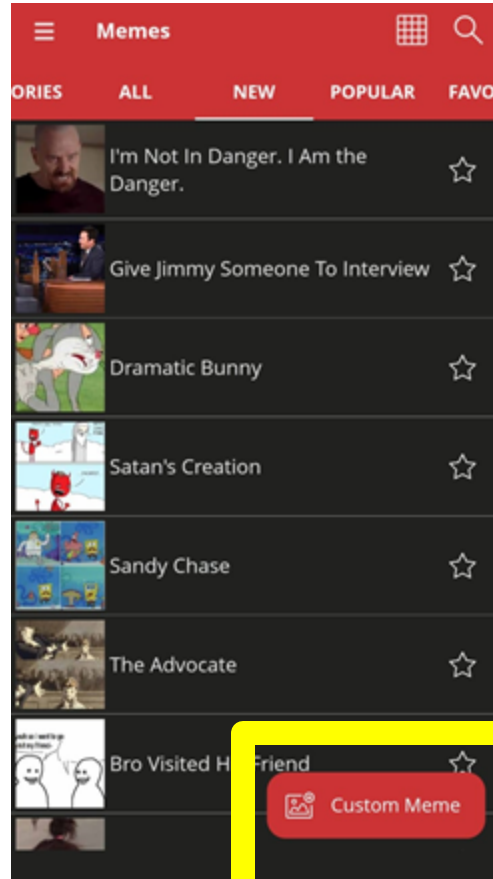 Memes
ORIES ALL NEW POPULAR FAVO
I'm Not In Danger. I Am the
Danger.
Give Jimmy Someone To Interview
Dramatic Bunny
Satan's Creation
Sandy Chase
The Advocate
Bro Visited H Friend
Custom Meme